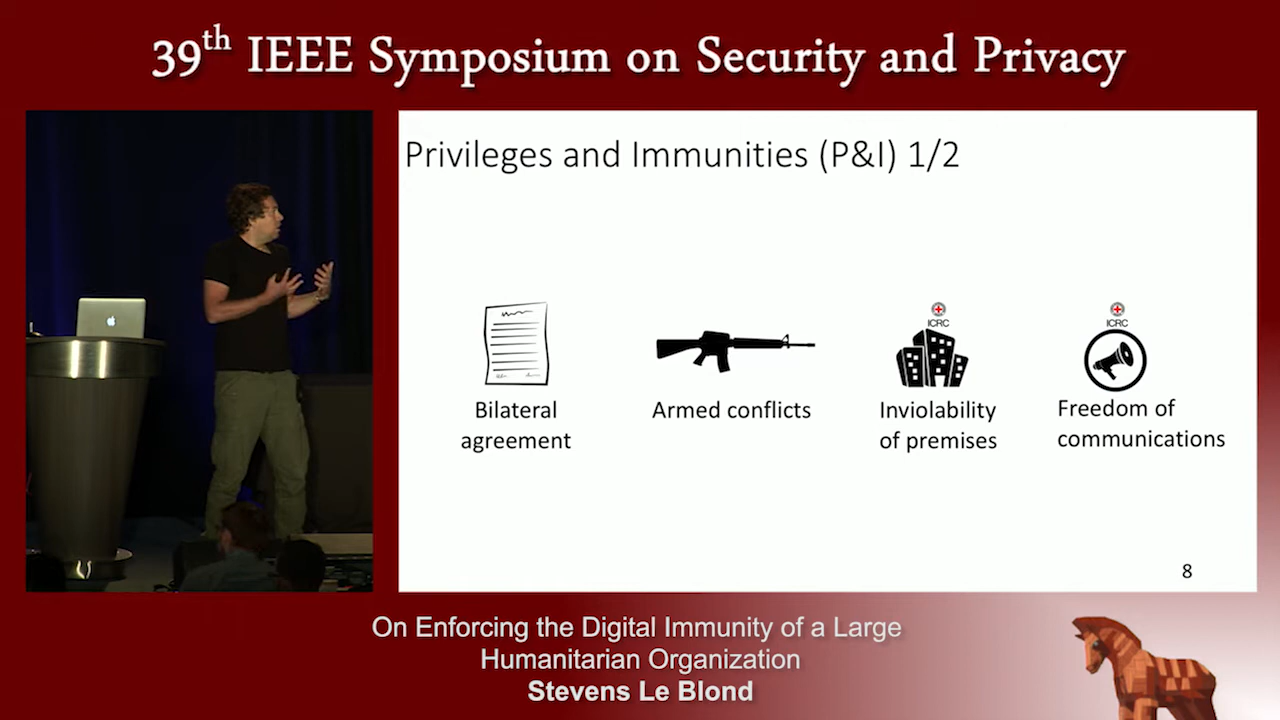 39th IEEE Symposium on Security and Privacy
Privileges and Immunities (P&I) 1/2
ICRC
ICRC
Bilateral
agreement
Armed conflicts
Inviolability
of premises
Freedom of
communications
8
On Enforcing the Digital Immunity of a Large
Humanitarian Organization
Stevens Le Blond